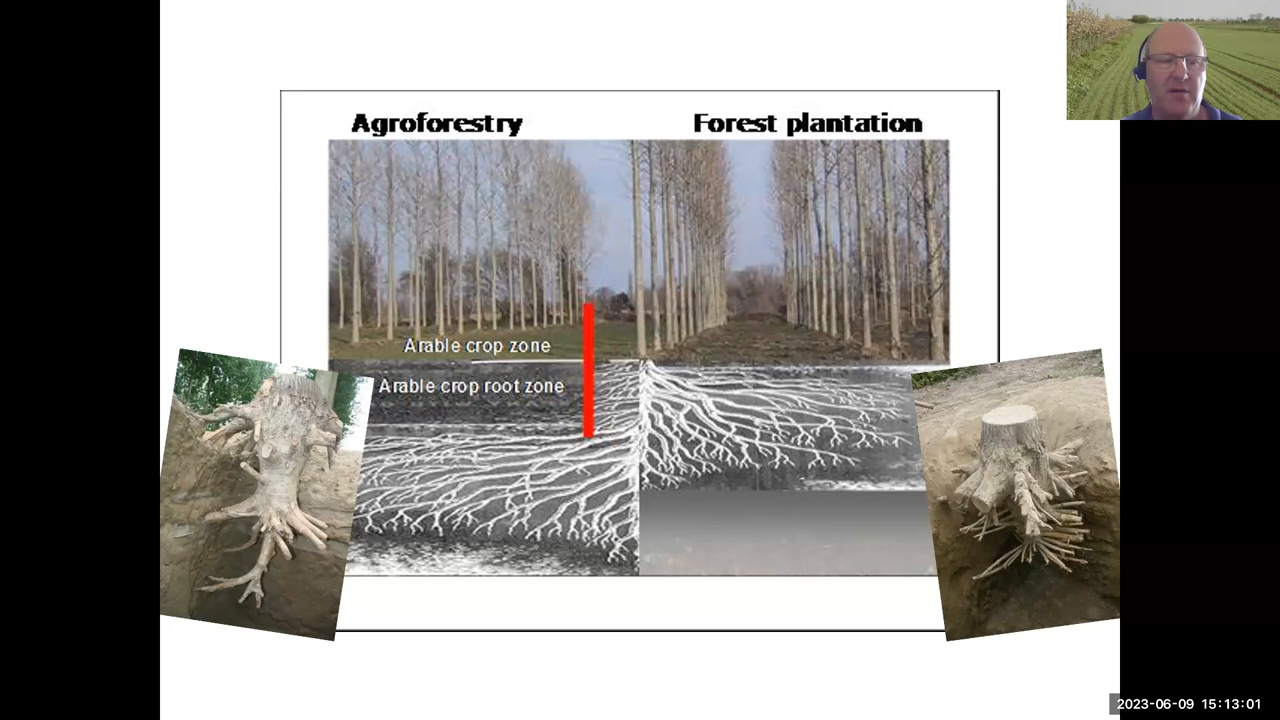 Agroforestry
Forest plantation
Arable crop zone
Arable crop root zone
2023-06-09 15:13:01